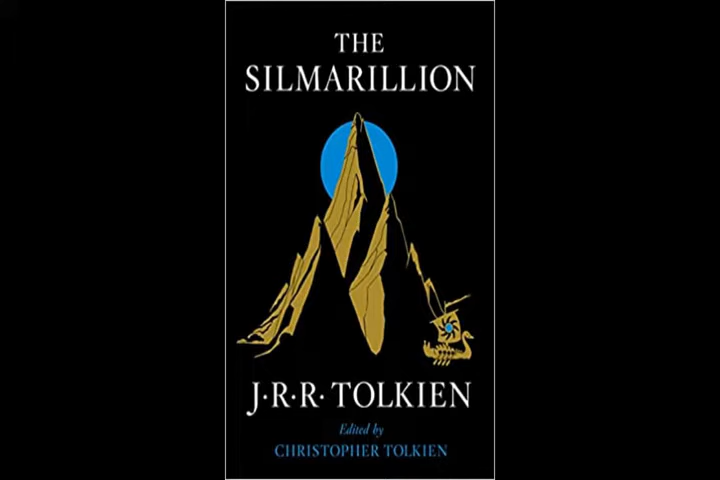 THE
SILMARILLION
J·R·R·TOLKIEN
Edited by
CHRISTOPHER TOLKIEN